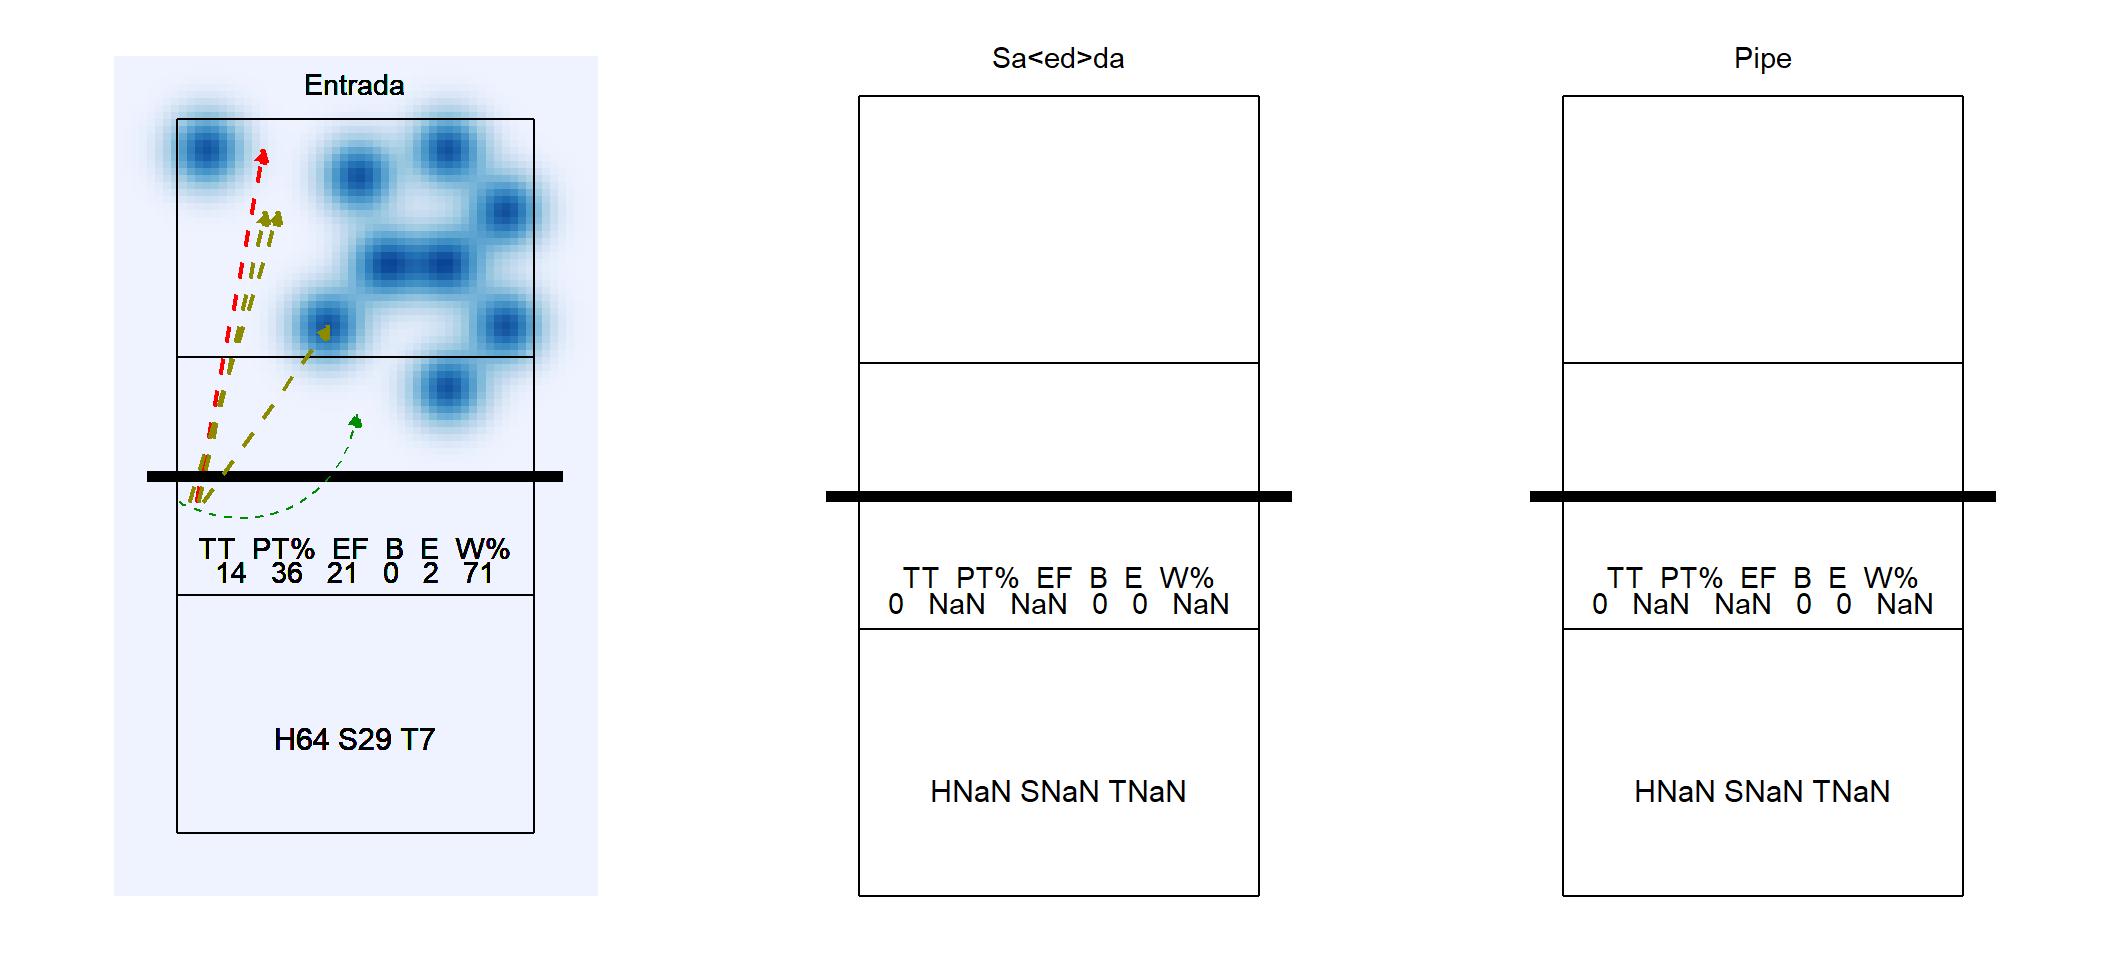 Entrada
TT PT% EF B E W%
14 36 21 0 2 71
H64 S29 T7
Sa<ed>da
TT PT% EF B E W%
0 NaN NaN 0 0 NaN
HNaN SNaN TNaN
Pipe
TT PT% EF B E W%
0 NaN NaN 0 0 NaN
HNaN SNaN TNaN